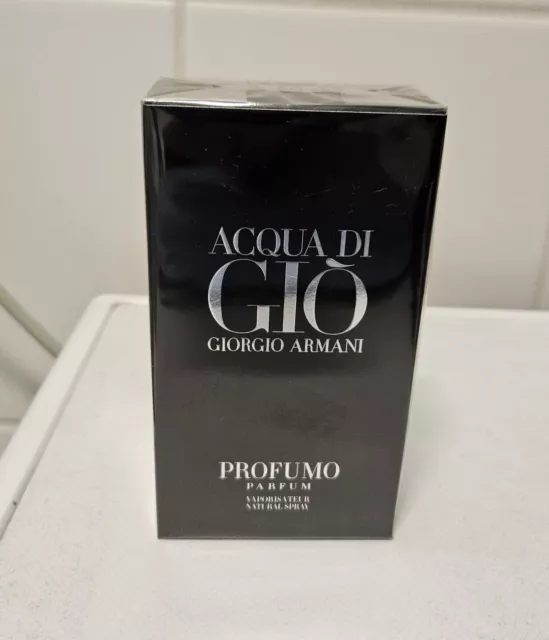 ACQUA DI
GIÒ
GIORGIO ARMANI
PROFUMO
PARFUM
VAPORISATEUR
NATURAL SPRAY